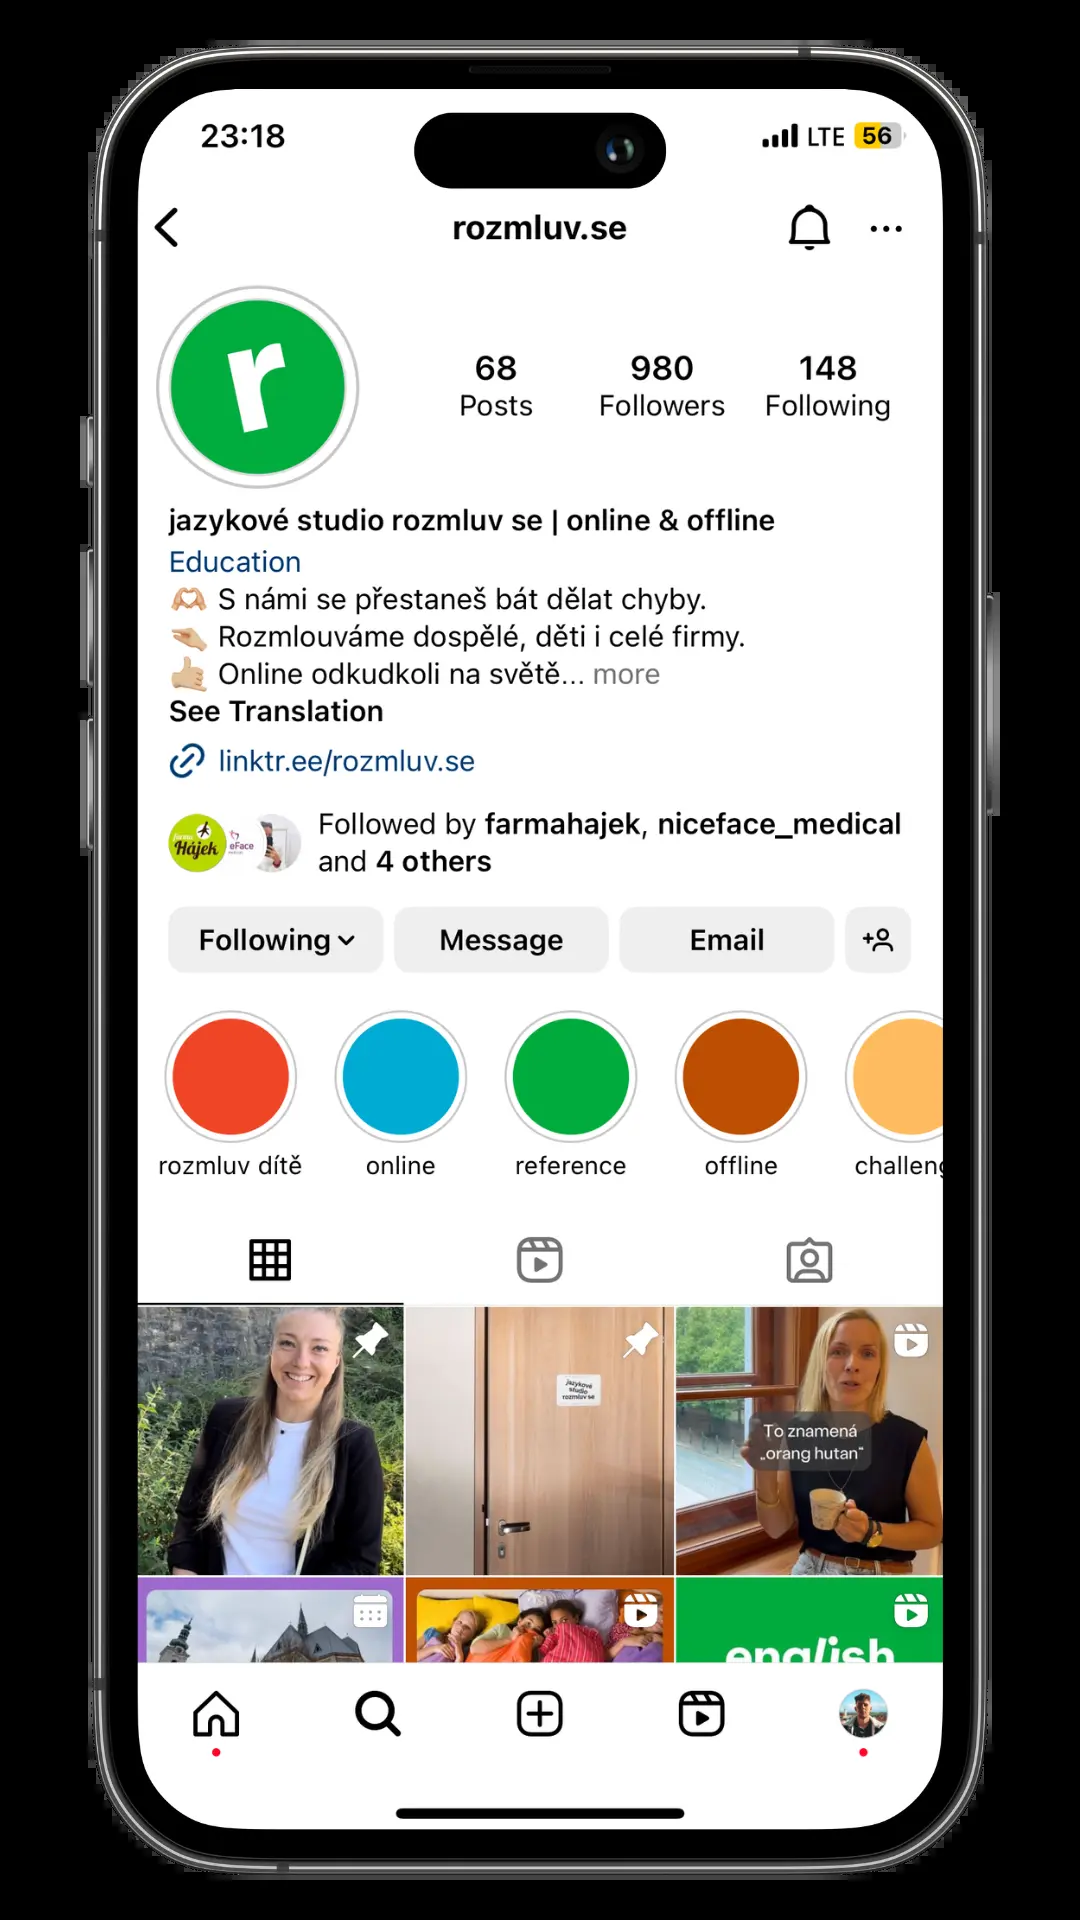 23:18
LTE 56
rozmluv.se
r
68
Posts
980
Followers
148
Following
jazykové studio rozmluv se | online & offline
Education
S námi se přestaneš bát dělat chyby.
Rozmlouváme dospělé, děti i celé firmy.
Online odkudkoli na světě... more
See Translation
linktr.ee/rozmluv.se
farma
Hájek
eFace
Followed by farmahajek, niceface_medical
and 4 others
Following
Message
Email
rozmluv dítě
online
reference
offline
challeng
jazykové
studio
rozmluv se
To znamená
„orang hutan“
english